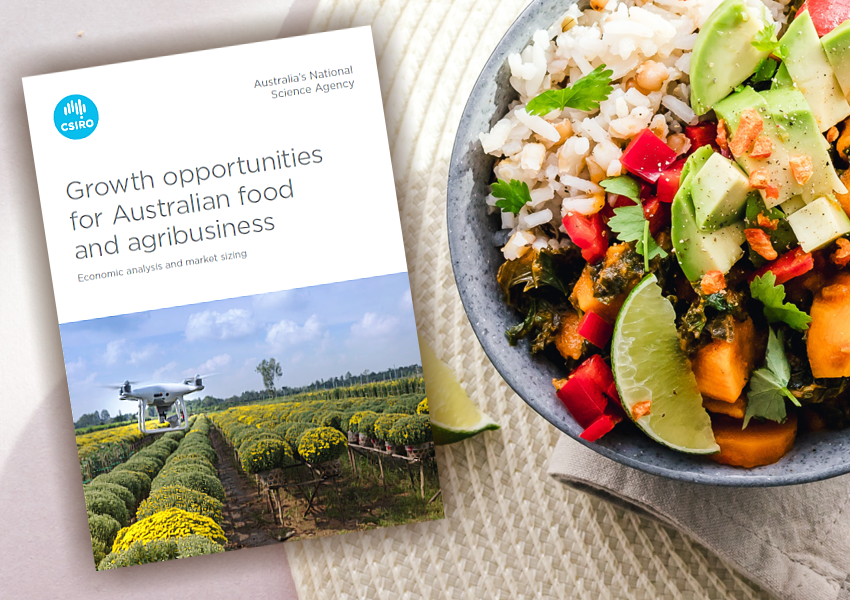 CSIRO
Australia's National
Science Agency
Growth opportunities
for Australian food
and agribusiness
Economic analysis and market sizing